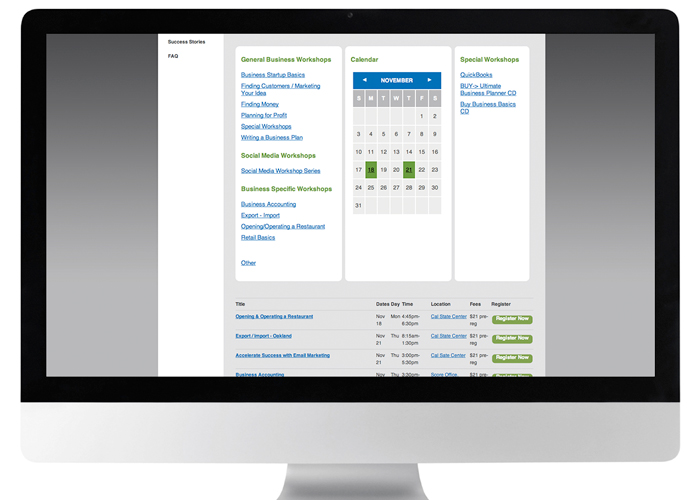 Success Stories
FAQ
General Business Workshops
Business Startup Basics
Finding Customers / Marketing
Your Idea
Finding Money
Planning for Profit
Special Workshops
Writing a Business Plan
Social Media Workshops
Social Media Workshop Series
Business Specific Workshops
Business Accounting
Export - Import
Opening/Operating a Restaurant
Retail Basics
Other
Calendar
◄ NOVEMBER ►
S M T W T F S
1 2
3 4 5 6 7 8 9
10 11 12 13 14 15 16
17 18 19 20 21 22 23
24 25 26 27 28 29 30
31
Special Workshops
QuickBooks
BUY-> Ultimate
Business Planner CD
Buy Business Basics
CD
Title Dates Day Time Location Fees Register
Opening & Operating a Restaurant Nov Mon 4:45pm- Cal State Center $21 pre- Register Now
18 6:30pm reg
Export / Import - Oakland Nov Thu 8:15am- Cal State Center $21 pre- Register Now
21 1:30pm reg
Accelerate Success with Email Marketing Nov Thu 3:00pm- Cal Sate Center $21 pre- Register Now
21 5:30pm reg
Business Accounting Nov Thu 3:30pm- Score Office, $21 pre-